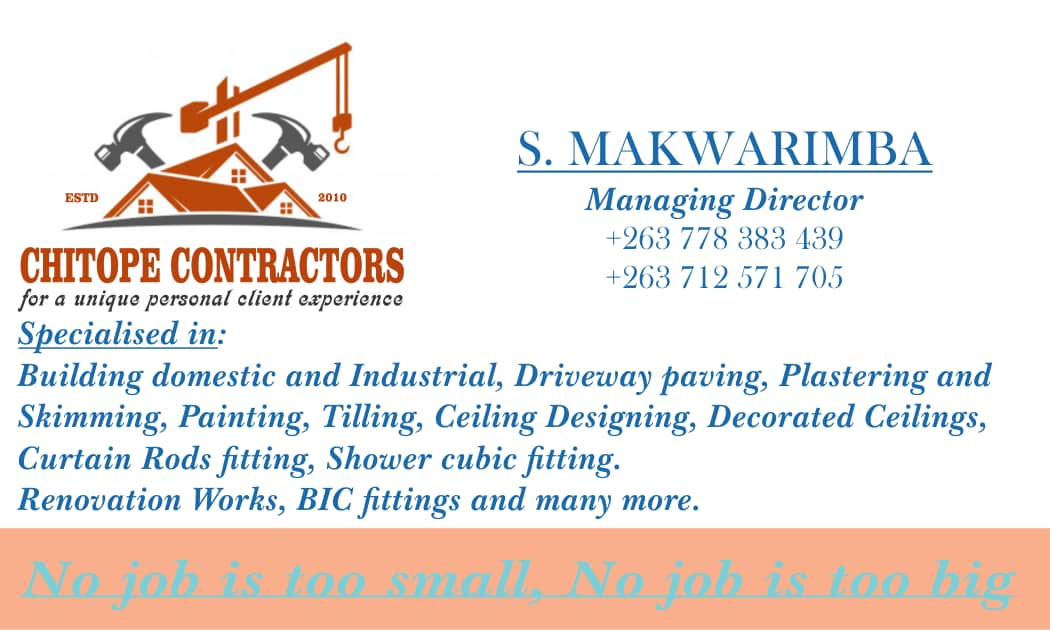 ESTD 2010
CHITOPE CONTRACTORS
for a unique personal client experience
S. MAKWARIMBA
Managing Director
+263 778 383 439
+263 712 571 705
Specialised in:
Building domestic and Industrial, Driveway paving, Plastering and
Skimming, Painting, Tilling, Ceiling Designing, Decorated Ceilings,
Curtain Rods fitting, Shower cubic fitting.
Renovation Works, BIC fittings and many more.
No job is too small, No job is too big